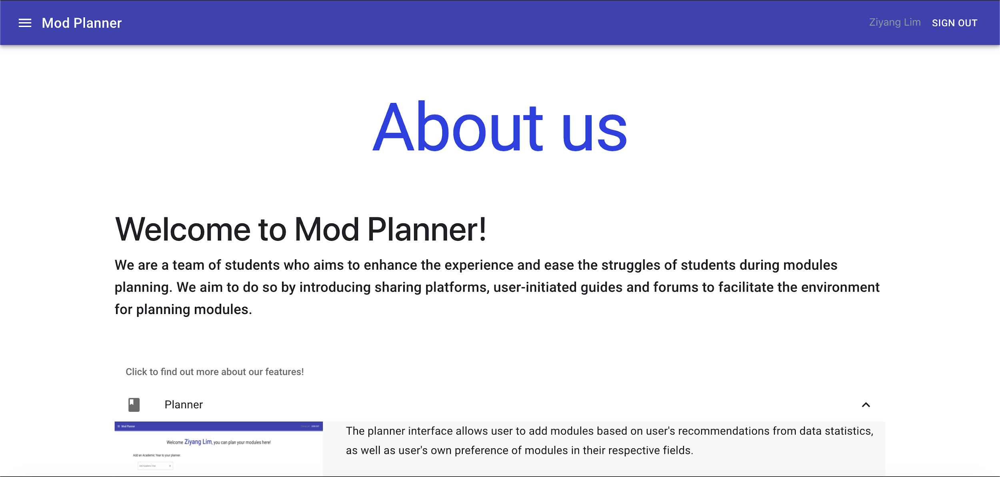 Mod Planner
Ziyang Lim SIGN OUT
About us
Welcome to Mod Planner!
We are a team of students who aims to enhance the experience and ease the struggles of students during modules
planning. We aim to do so by introducing sharing platforms, user-initiated guides and forums to facilitate the environment
for planning modules.
Click to find out more about our features!
Planner
Mod Planner
Ziyang Lim SIGN OUT
Welcome Ziyang Lim, you can plan your modules here!
Add an Academic Year to your planner.
Add Academic Year +
The planner interface allows user to add modules based on user's recommendations from data statistics,
as well as user's own preference of modules in their respective fields.